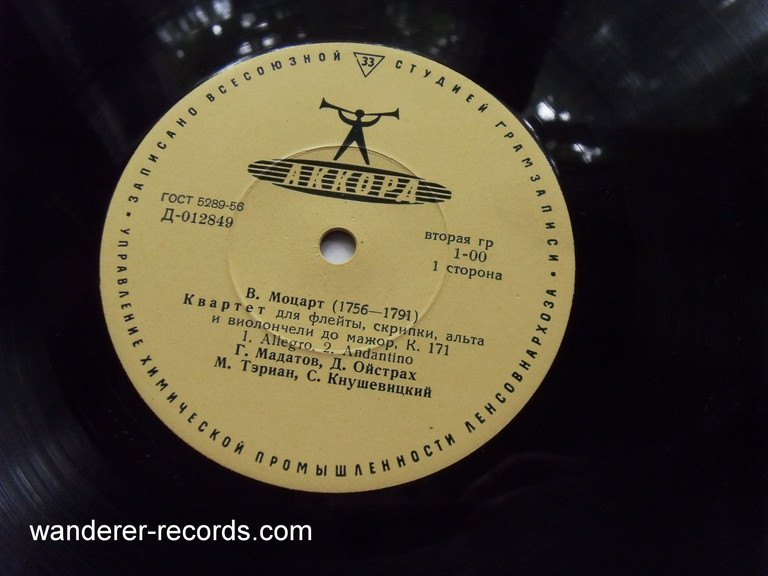 ЗАПИСАНО ВСЕСОЮЗНОЙ 33 СТУДИЕЙ ГРАМЗАПИСИ
• УПРАВЛЕНИЕ ХИМИЧЕСКОЙ ПРОМЫШЛЕННОСТИ ЛЕНСОВНАРХОЗА •
АККОРД
ГОСТ 5289-56
Д-012849
вторая гр
1-00
1 сторона
В. Моцарт (1756—1791)
Квартет для флейты, скрипки, альта
и виолончели до мажор, К. 171
1. Allegro 2. Andantino
Г. Мадатов, Д. Ойстрах
М. Тэриан, С. Кнушевицкий
wanderer-records.com